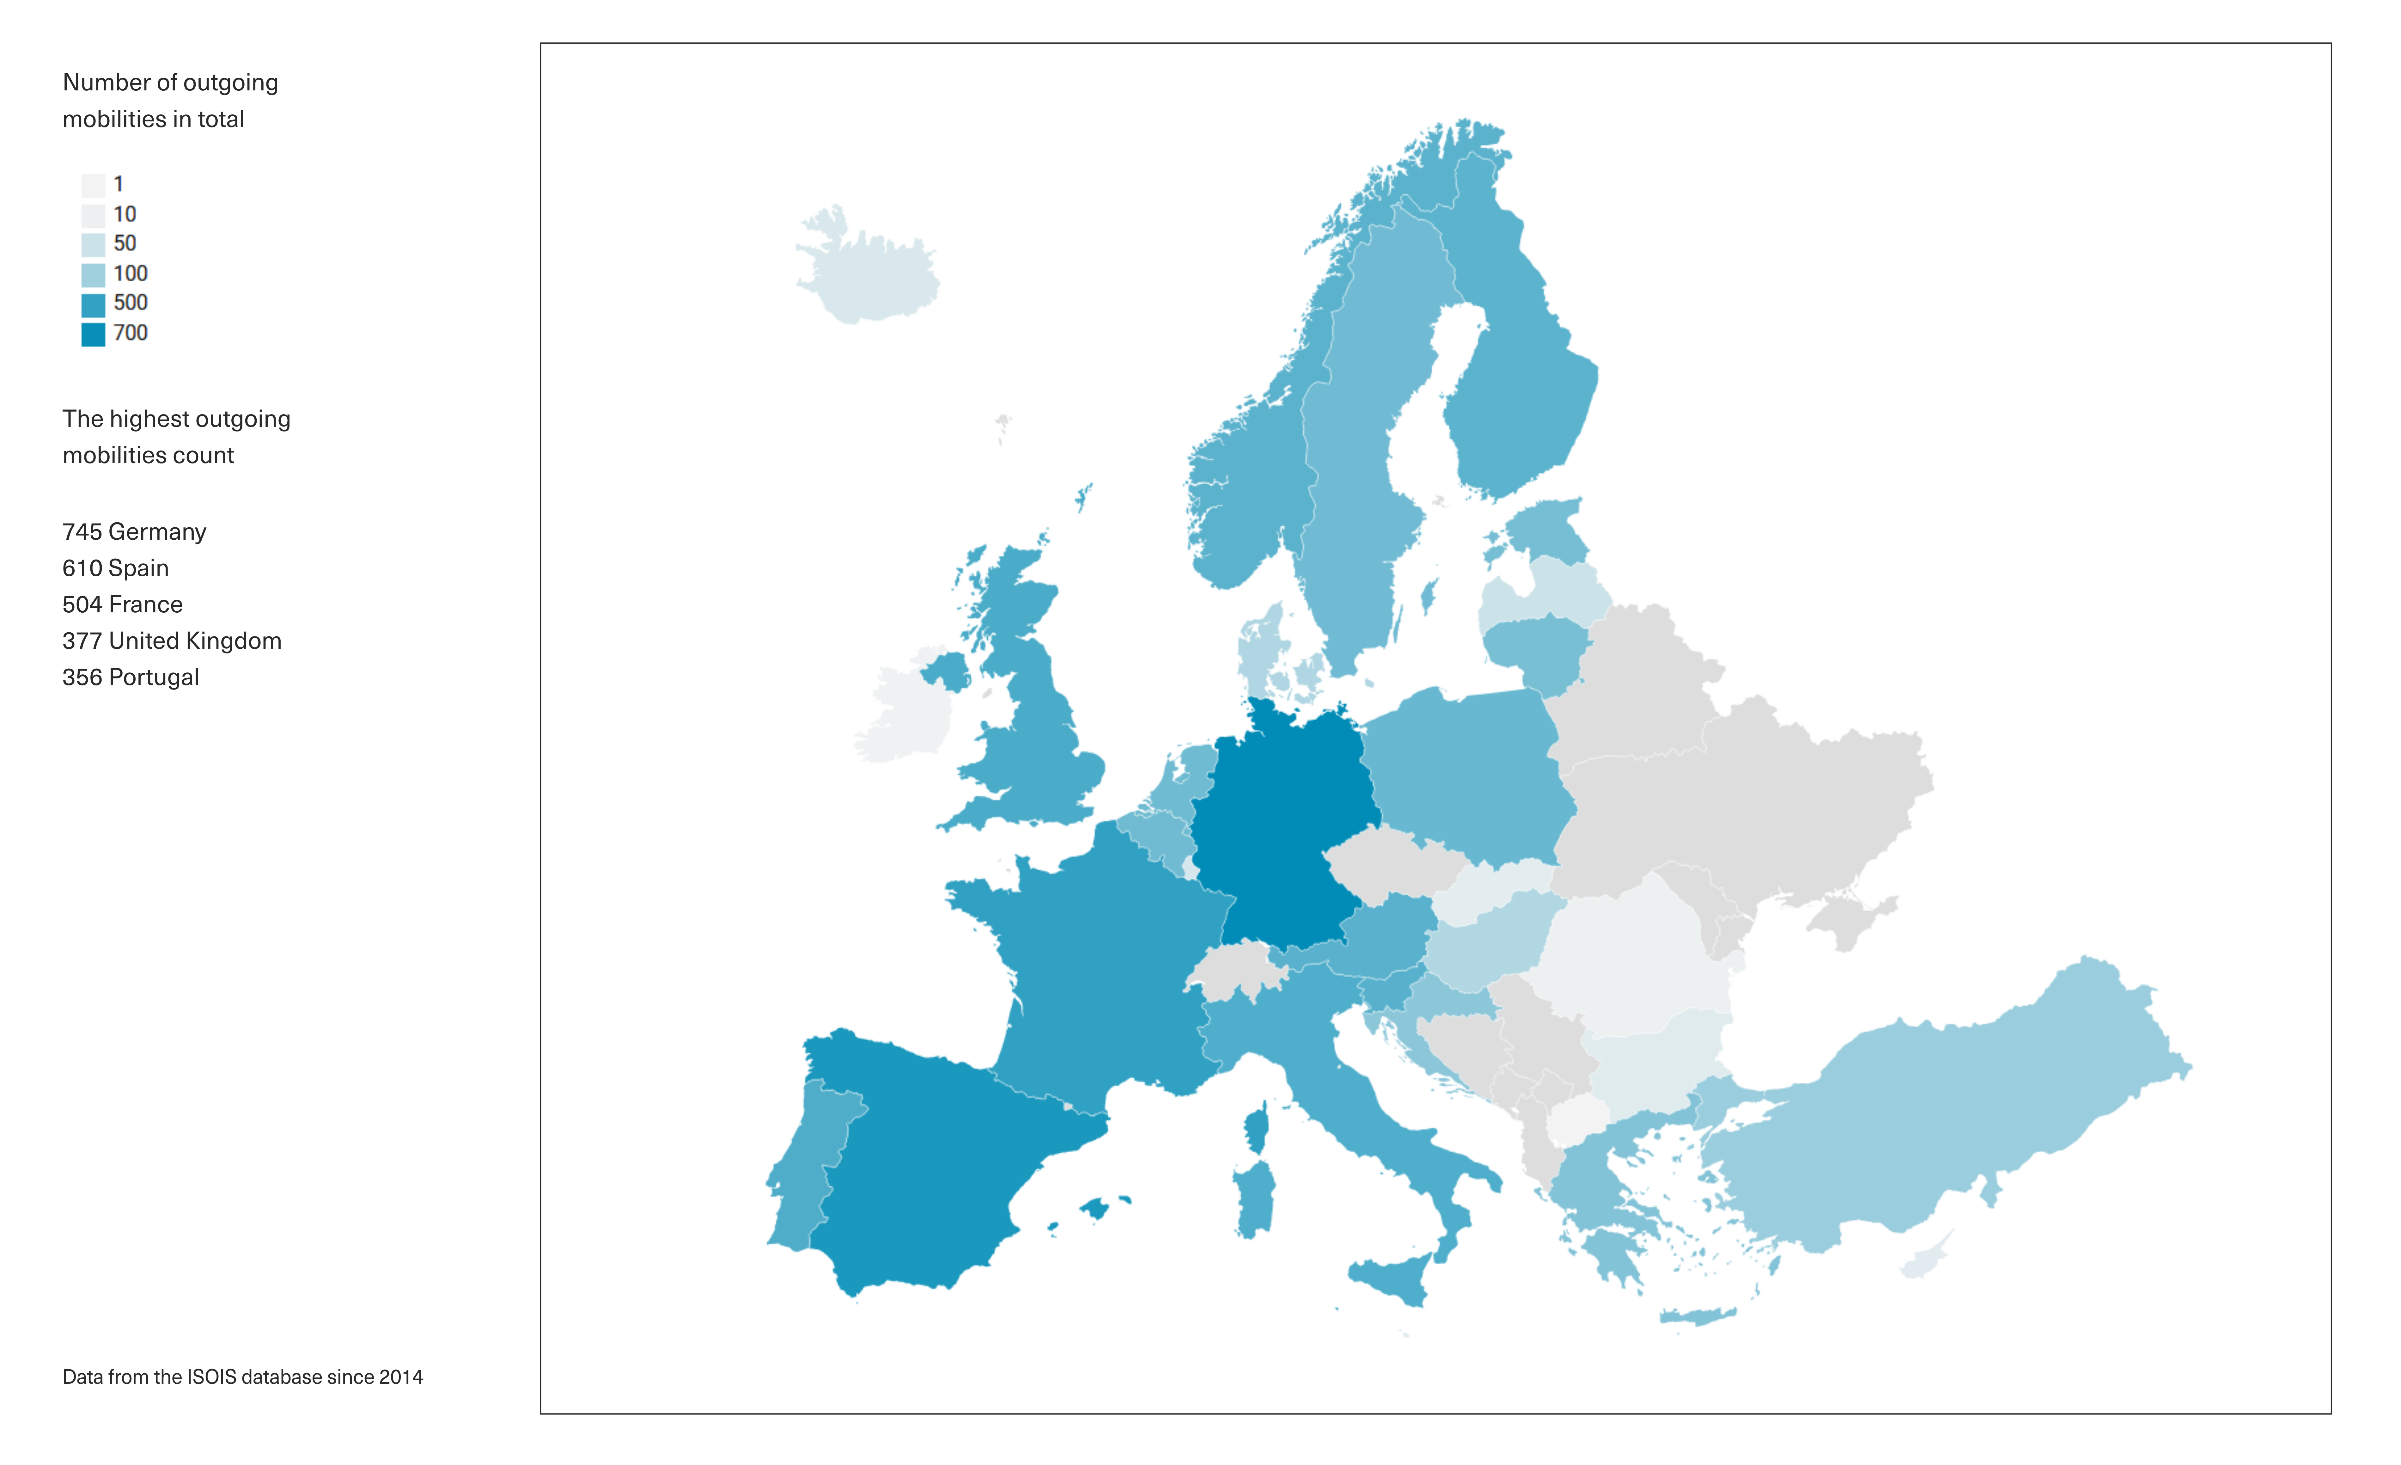 Number of outgoing
mobilities in total
1
10
50
100
500
700
The highest outgoing
mobilities count
745 Germany
610 Spain
504 France
377 United Kingdom
356 Portugal
Data from the ISOIS database since 2014